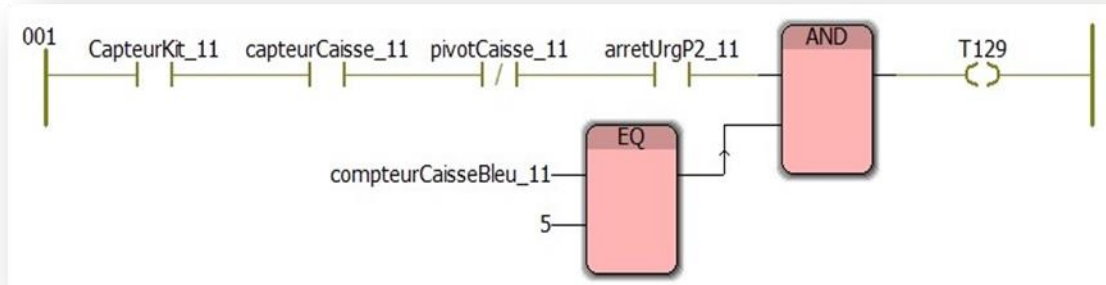 001
CapteurKit_11 capteurCaisse_11 pivotCaisse_11 arretUrgP2_11 AND T129
EQ
compteurCaisseBleu_11
5